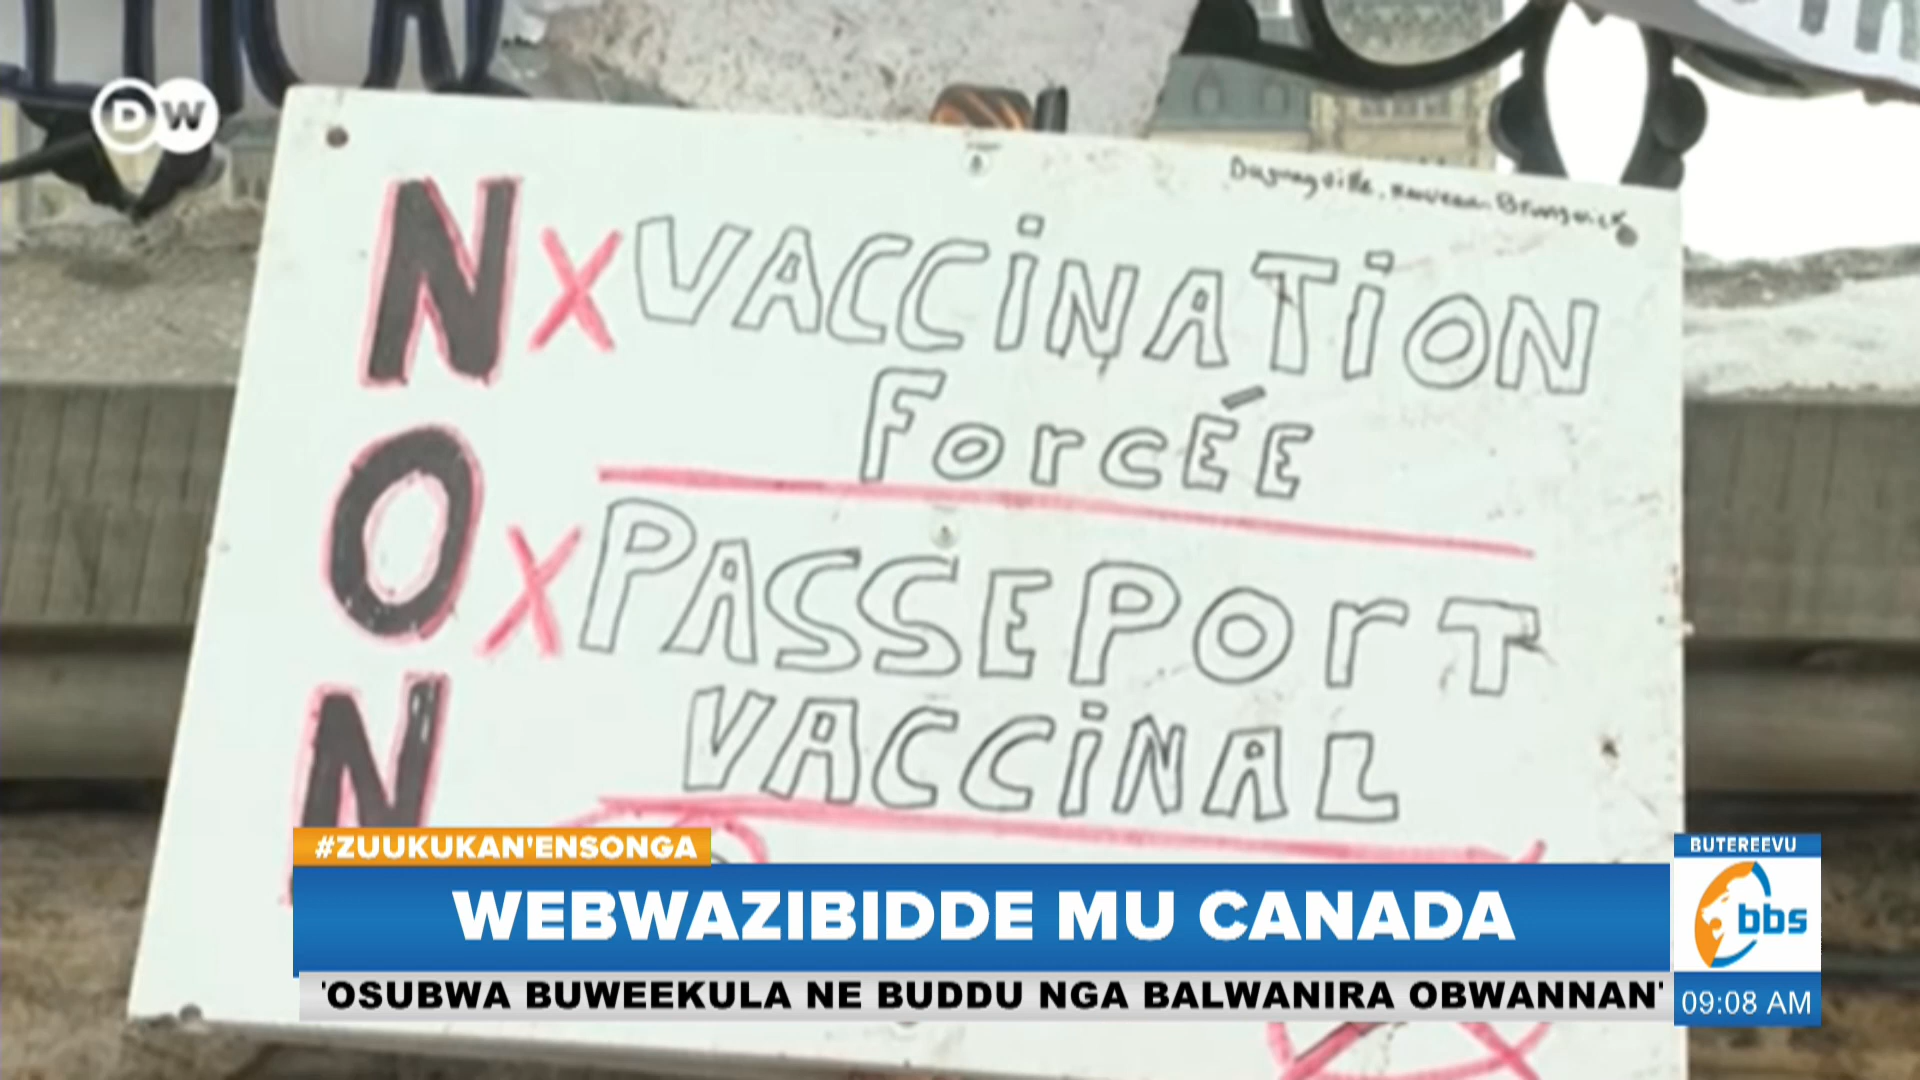 DW
N x VACCINATION
ForcÉE
O x PASSEPORT
VACCINAL
N
#ZUUKUKAN'ENSONGA
WEBWAZIBIDDE MU CANADA
'OSUBWA BUWEEKULA NE BUDDU NGA BALWANIRA OBWANNAN'
BUTEREEVU
bbs
09:08 AM